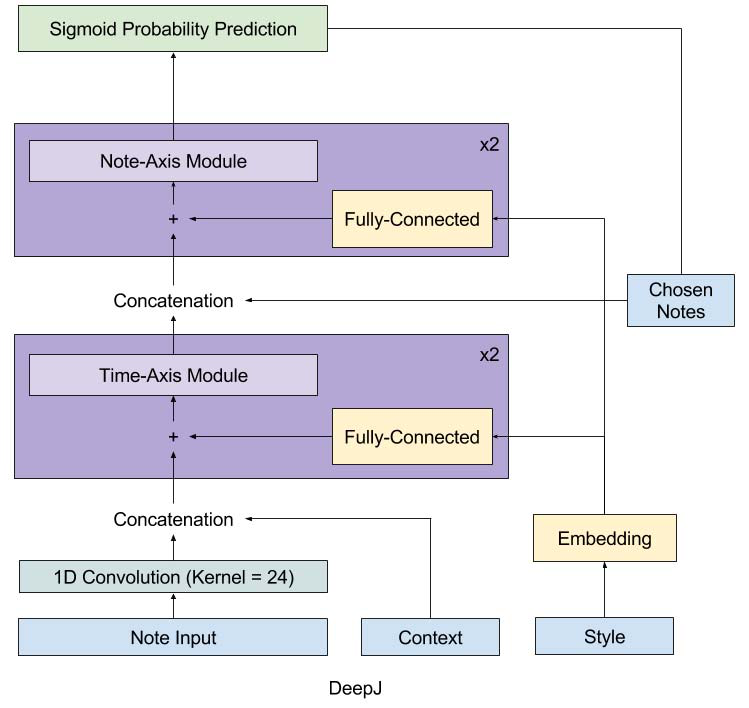 Sigmoid Probability Prediction
x2
Note-Axis Module
+
Fully-Connected
Concatenation
Chosen
Notes
x2
Time-Axis Module
+
Fully-Connected
Concatenation
Embedding
1D Convolution (Kernel = 24)
Note Input
Context
Style
DeepJ